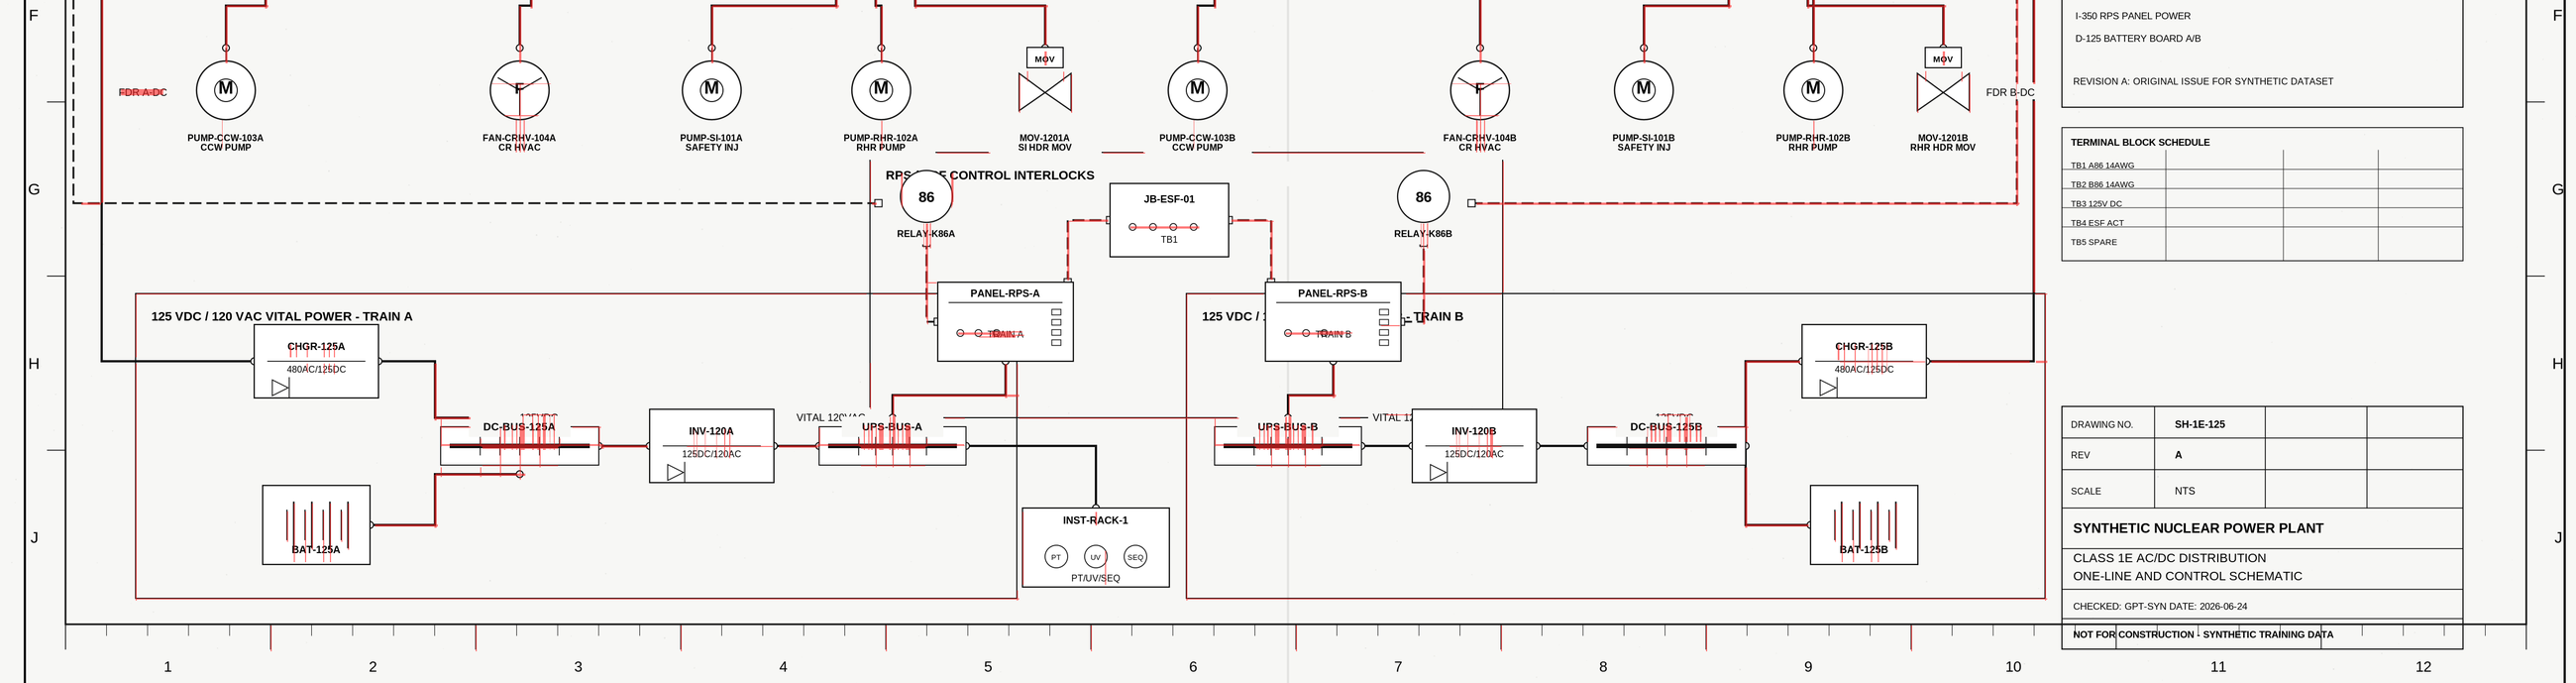 F
F
I-350 RPS PANEL POWER
D-125 BATTERY BOARD A/B
REVISION A: ORIGINAL ISSUE FOR SYNTHETIC DATASET
M
F
M
M
MOV
M
F
M
M
MOV
FDR A-DC
FDR B-DC
PUMP-CCW-103A
CCW PUMP
FAN-CRHV-104A
CR HVAC
PUMP-SI-101A
SAFETY INJ
PUMP-RHR-102A
RHR PUMP
MOV-1201A
SI HDR MOV
PUMP-CCW-103B
CCW PUMP
FAN-CRHV-104B
CR HVAC
PUMP-SI-101B
SAFETY INJ
PUMP-RHR-102B
RHR PUMP
MOV-1201B
RHR HDR MOV
TERMINAL BLOCK SCHEDULE
TB1 A86 14AWG
TB2 B86 14AWG
TB3 125V DC
TB4 ESF ACT
TB5 SPARE
G
G
CONTROL INTERLOCKS
86
RELAY-K86A
JB-ESF-01
TB1
86
RELAY-K86B
PANEL-RPS-A
TRAIN A
PANEL-RPS-B
TRAIN B
125 VDC / 120 VAC VITAL POWER - TRAIN A
125 VDC / - TRAIN B
H
H
CHGR-125A
480AC/125DC
CHGR-125B
480AC/125DC
125VDC
DC-BUS-125A
INV-120A
125DC/120AC
VITAL 120VAC
UPS-BUS-A
UPS-BUS-B
VITAL
INV-120B
125DC/120AC
125VDC
DC-BUS-125B
BAT-125A
INST-RACK-1
PT
UV
SEQ
PT/UV/SEQ
BAT-125B
J
J
DRAWING NO. SH-1E-125
REV A
SCALE NTS
SYNTHETIC NUCLEAR POWER PLANT
CLASS 1E AC/DC DISTRIBUTION
ONE-LINE AND CONTROL SCHEMATIC
CHECKED: GPT-SYN DATE: 2026-06-24
NOT FOR CONSTRUCTION - SYNTHETIC TRAINING DATA
1 2 3 4 5 6 7 8 9 10 11 12